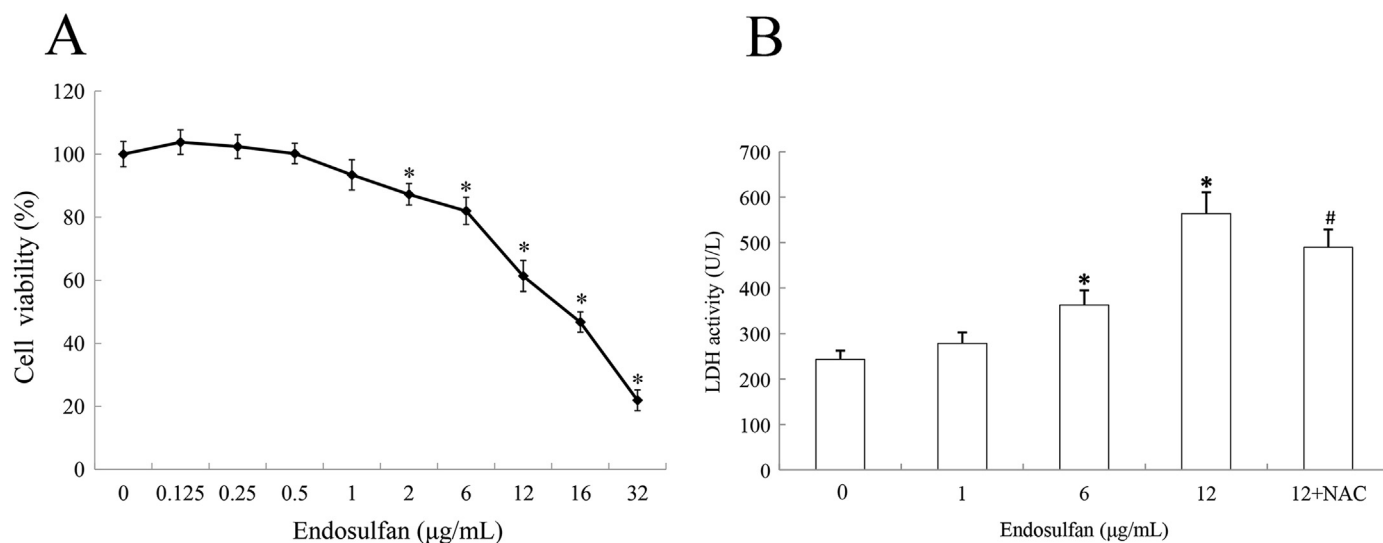 A
120
100
80
60
40
20
0
Cell viability (%)
* * * * *
0 0.125 0.25 0.5 1 2 6 12 16 32
Endosulfan (μg/mL)
B
700
600
500
400
300
200
100
0
LDH activity (U/L)
* * #
0 1 6 12 12+NAC
Endosulfan (μg/mL)